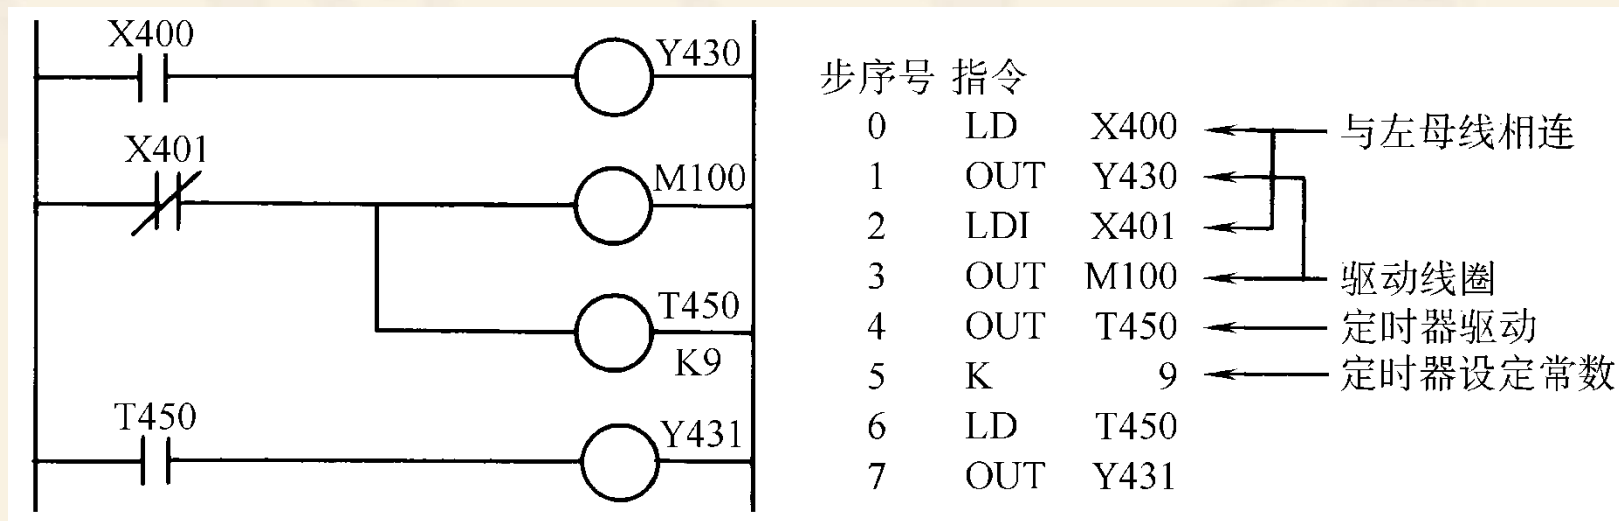 X400
Y430
X401
M100
T450
K9
T450
Y431
步序号 指令
0 LD X400 与左母线相连
1 OUT Y430
2 LDI X401
3 OUT M100 驱动线圈
4 OUT T450 定时器驱动
5 K 9 定时器设定常数
6 LD T450
7 OUT Y431